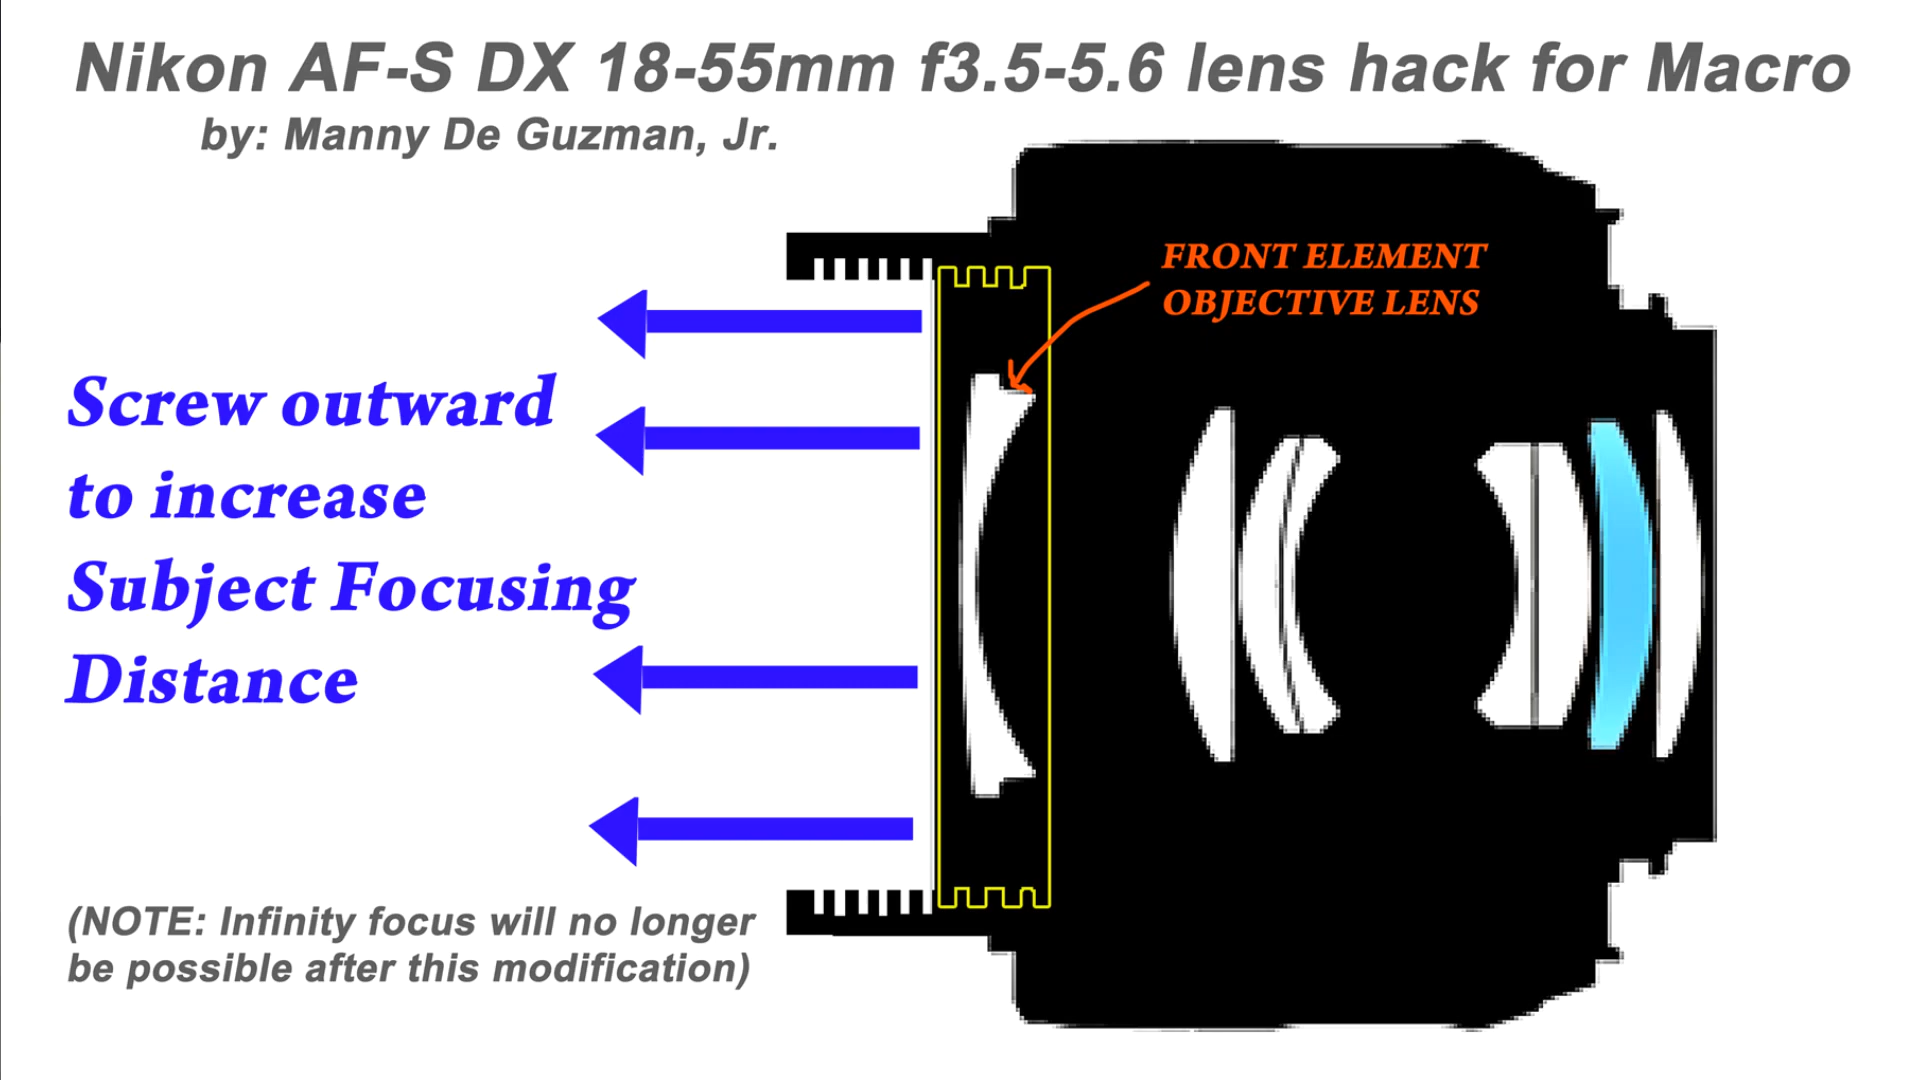 Nikon AF-S DX 18-55mm f3.5-5.6 lens hack for Macro
by: Manny De Guzman, Jr.
FRONT ELEMENT
OBJECTIVE LENS
Screw outward
to increase
Subject Focusing
Distance
(NOTE: Infinity focus will no longer
be possible after this modification)